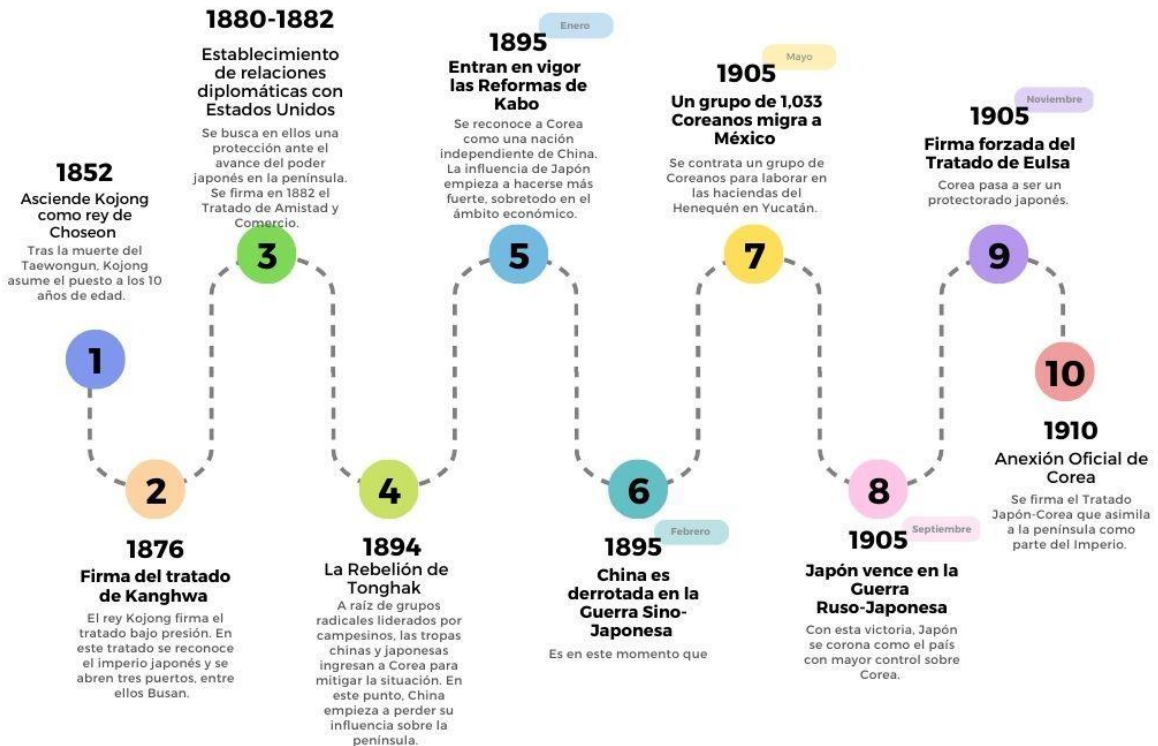 1852
Asciende Kojong
como rey de
Choseon
Tras la muerte del
Taewongun, Kojong
asume el puesto a los 10
años de edad.
1
2
1876
Firma del tratado
de Kanghwa
El rey Kojong firma el
tratado bajo presión. En
este tratado se reconoce
el imperio japonés y se
abren tres puertos, entre
ellos Busan.
1880-1882
Establecimiento
de relaciones
diplomáticas con
Estados Unidos
Se busca en ellos una
protección ante el
avance del poder
japonés en la península.
Se firma en 1882 el
Tratado de Amistad y
Comercio.
3
4
1894
La Rebelión de
Tonghak
A raíz de grupos
radicales liderados por
campesinos, las tropas
chinas y japonesas
ingresan a Corea para
mitigar la situación. En
este punto, China
empieza a perder su
influencia sobre la
península.
Enero
1895
Entran en vigor
las Reformas de
Kabo
Se reconoce a Corea
como una nación
independiente de China.
La influencia de Japón
empieza a hacerse más
fuerte, sobretodo en el
ámbito económico.
5
6
Febrero
1895
China es
derrotada en la
Guerra Sino-
Japonesa
Es en este momento que
Mayo
1905
Un grupo de 1,033
Coreanos migra a
México
Se contrata un grupo de
Coreanos para laborar en
las haciendas del
Henequén en Yucatán.
7
8
Septiembre
1905
Japón vence en la
Guerra
Ruso-Japonesa
Con esta victoria, Japón
se corona como el país
con mayor control sobre
Corea.
Noviembre
1905
Firma forzada del
Tratado de Eulsa
Corea pasa a ser un
protectorado japonés.
9
10
1910
Anexión Oficial de
Corea
Se firma el Tratado
Japón-Corea que asimila
a la península como
parte del Imperio.